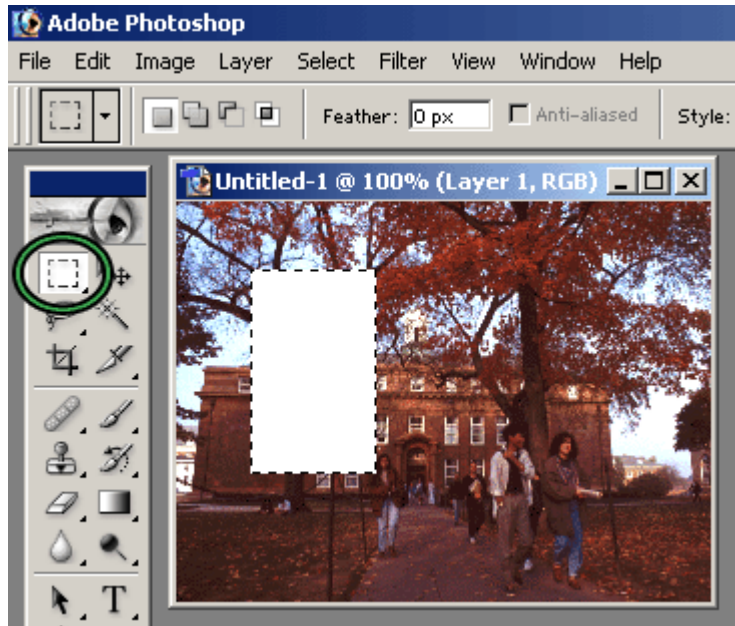 Adobe Photoshop
File Edit Image Layer Select Filter View Window Help
Feather: 0 px Anti-aliased Style:
Untitled-1 @ 100% (Layer 1, RGB)
T